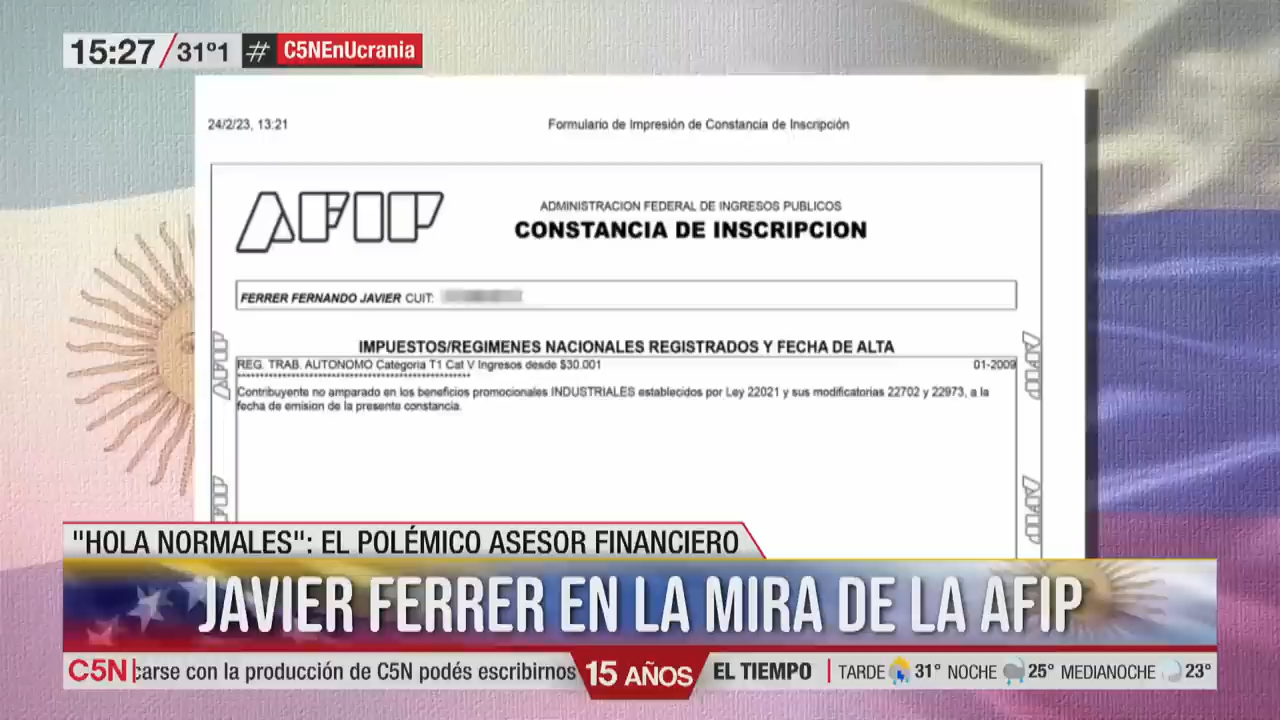 15:27/31º1 # C5NEnUcrania
24/2/23, 13:21 Formulario de Impresión de Constancia de Inscripción
AFIP
ADMINISTRACION FEDERAL DE INGRESOS PUBLICOS
CONSTANCIA DE INSCRIPCION
FERRER FERNANDO JAVIER CUIT:
IMPUESTOS/REGIMENES NACIONALES REGISTRADOS Y FECHA DE ALTA
REG. TRAB. AUTONOMO Categoria T1 Cat V Ingresos desde $30.001 01-2009
Contribuyente no amparado en los beneficios promocionales INDUSTRIALES establecidos por Ley 22021 y sus modificatorias 22702 y 22973, a la
fecha de emision de la presente constancia.
AFIP AFIP
AFIP AFIP
"HOLA NORMALES": EL POLÉMICO ASESOR FINANCIERO
JAVIER FERRER EN LA MIRA DE LA AFIP
C5N carse con la producción de C5N podés escribirnos 15 AÑOS EL TIEMPO TARDE 31° NOCHE 25° MEDIANOCHE 23°